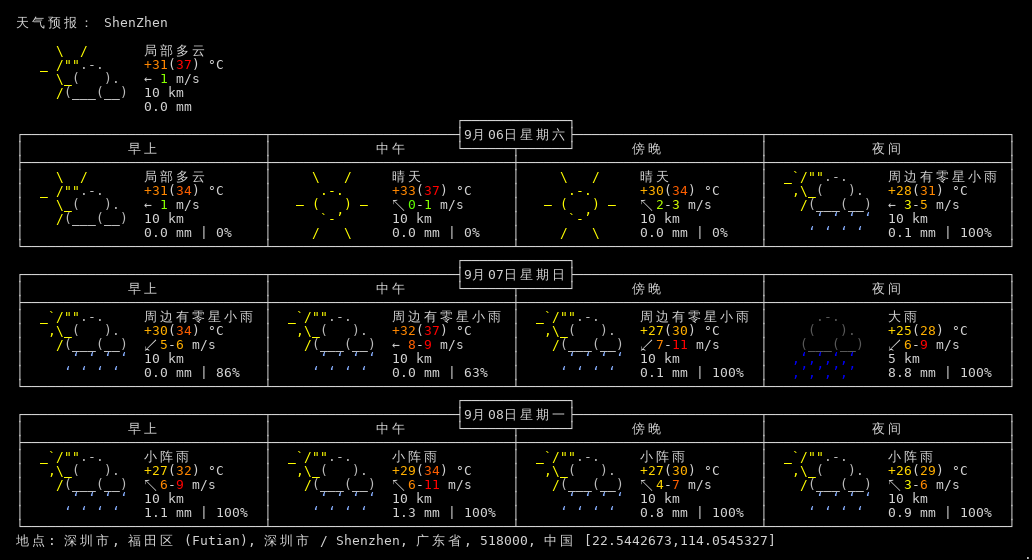 天气预报： ShenZhen
局部多云
+31(37) °C
← 1 m/s
10 km
0.0 mm
9月06日星期六
早上 中午 傍晚 夜间
局部多云 晴天 晴天 周边有零星小雨
+31(34) °C +33(37) °C +30(34) °C +28(31) °C
← 1 m/s ↖ 0-1 m/s ↖ 2-3 m/s ← 3-5 m/s
10 km 10 km 10 km 10 km
0.0 mm | 0% 0.0 mm | 0% 0.0 mm | 0% 0.1 mm | 100%
9月07日星期日
早上 中午 傍晚 夜间
周边有零星小雨 周边有零星小雨 周边有零星小雨 大雨
+30(34) °C +32(37) °C +27(30) °C +25(28) °C
↙ 5-6 m/s ← 8-9 m/s ↙ 7-11 m/s ↙ 6-9 m/s
10 km 10 km 10 km 5 km
0.0 mm | 86% 0.0 mm | 63% 0.1 mm | 100% 8.8 mm | 100%
9月08日星期一
早上 中午 傍晚 夜间
小阵雨 小阵雨 小阵雨 小阵雨
+27(32) °C +29(34) °C +27(30) °C +26(29) °C
↖ 6-9 m/s ↖ 6-11 m/s ↖ 4-7 m/s ↖ 3-6 m/s
10 km 10 km 10 km 10 km
1.1 mm | 100% 1.3 mm | 100% 0.8 mm | 100% 0.9 mm | 100%
地点: 深圳市, 福田区 (Futian), 深圳市 / Shenzhen, 广东省, 518000, 中国 [22.5442673,114.0545327]